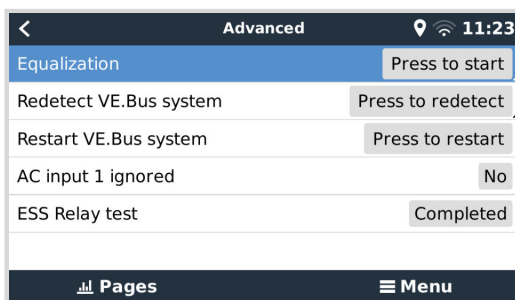 Advanced 11:23
Equalization Press to start
Redetect VE.Bus system Press to redetect
Restart VE.Bus system Press to restart
AC input 1 ignored No
ESS Relay test Completed
Pages Menu